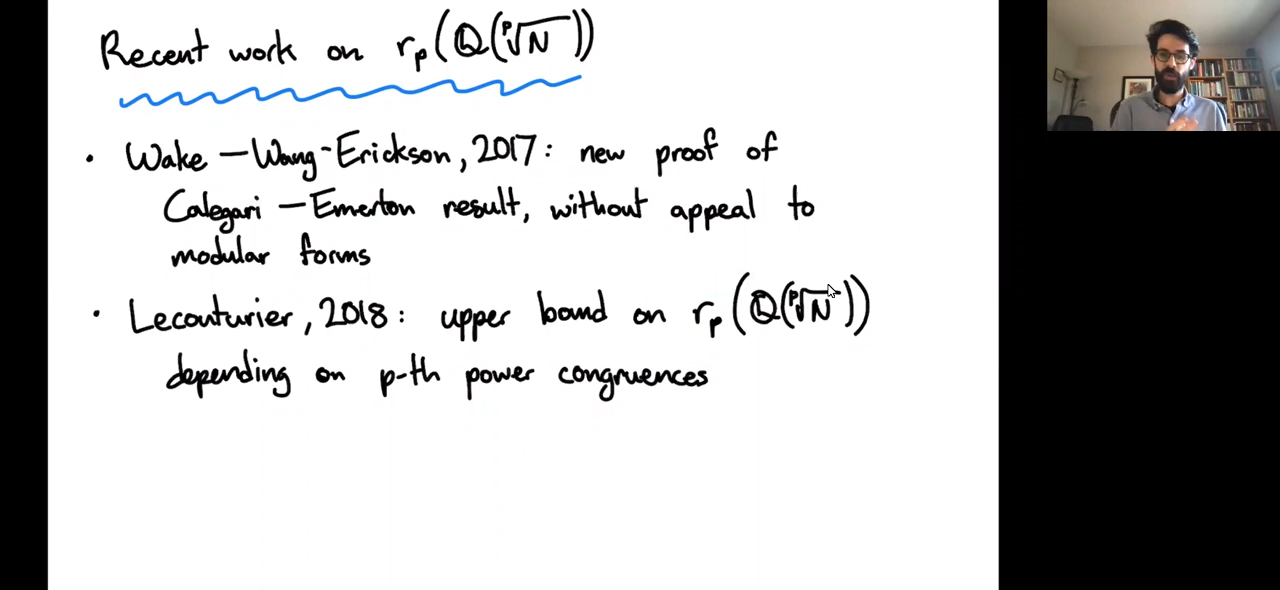 Recent work on r_p(ℚ(ᵖ√N))
• Wake–Wang-Erickson, 2017: new proof of
Calegari–Emerton result, without appeal to
modular forms
• Lecouturier, 2018: upper bound on r_p(ℚ(ᵖ√N))
depending on p-th power congruences